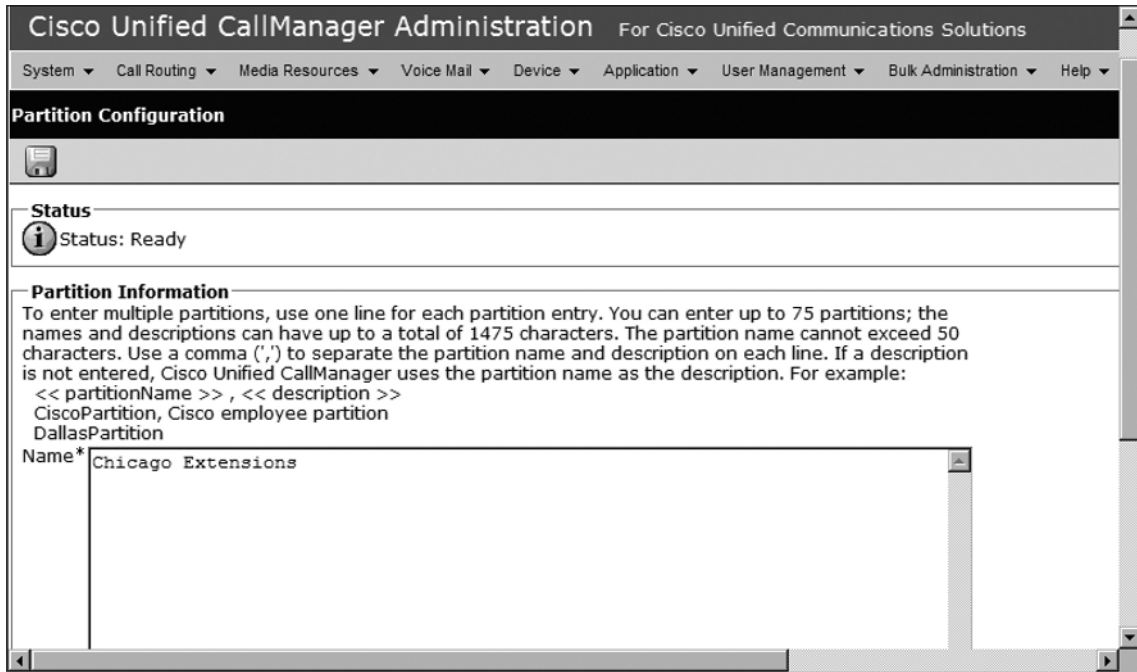 Cisco Unified CallManager Administration For Cisco Unified Communications Solutions
System Call Routing Media Resources Voice Mail Device Application User Management Bulk Administration Help
Partition Configuration
Status
i Status: Ready
Partition Information
To enter multiple partitions, use one line for each partition entry. You can enter up to 75 partitions; the
names and descriptions can have up to a total of 1475 characters. The partition name cannot exceed 50
characters. Use a comma (',') to separate the partition name and description on each line. If a description
is not entered, Cisco Unified CallManager uses the partition name as the description. For example:
<< partitionName >> , << description >>
CiscoPartition, Cisco employee partition
DallasPartition
Name* Chicago Extensions